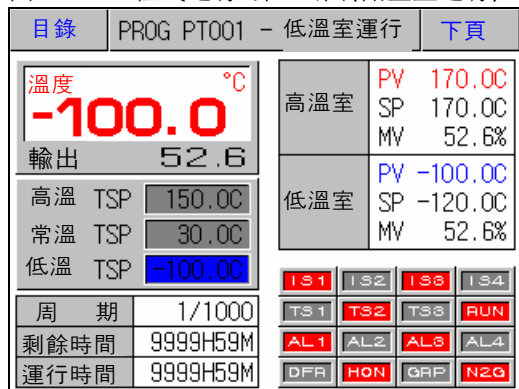 目錄 PROG PT001 - 低溫室運行 下頁
溫度 °C
-100.0
輸出 52.6
高溫 TSP 150.0C
常溫 TSP 30.0C
低溫 TSP -100.0C
周 期 1/1000
剩餘時間 9999H59M
運行時間 9999H59M
高溫室
PV 170.0C
SP 170.0C
MV 52.6%
低溫室
PV -100.0C
SP -120.0C
MV 52.6%
IS1 IS2 IS3 IS4
TS1 TS2 TS3 RUN
AL1 AL2 AL3 AL4
DFR HON GRP N2G